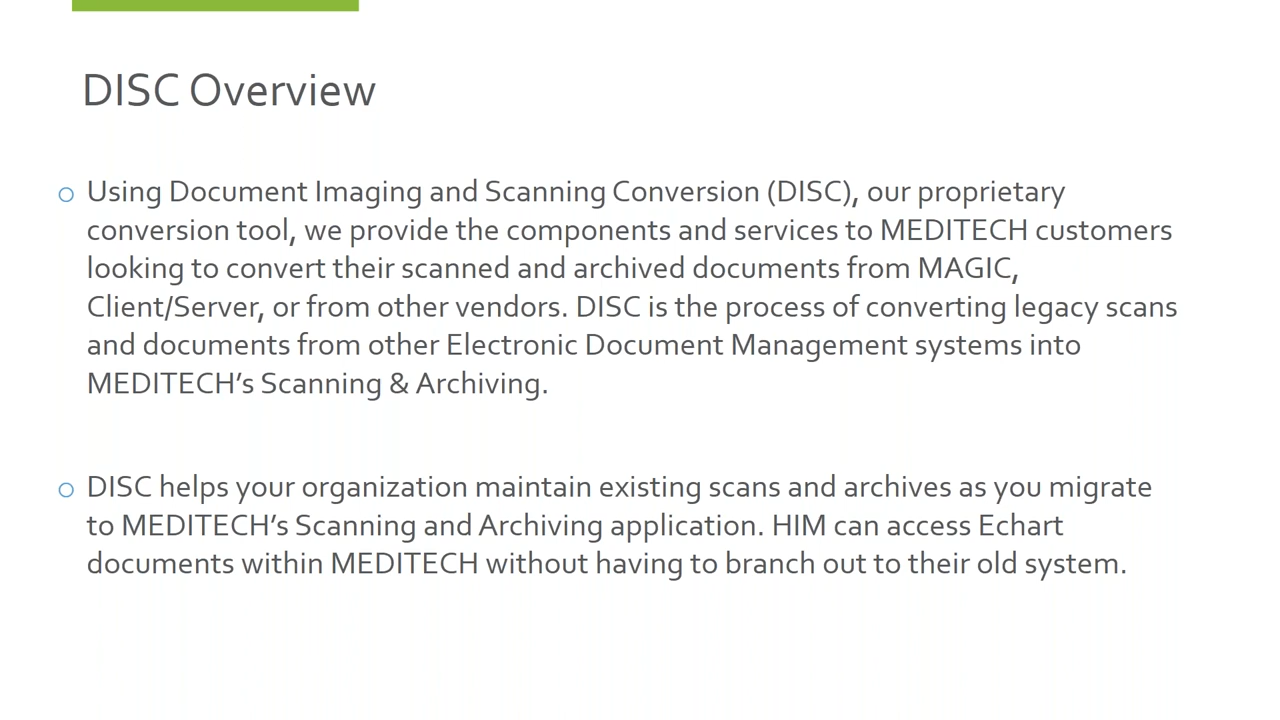 DISC Overview
Using Document Imaging and Scanning Conversion (DISC), our proprietary
conversion tool, we provide the components and services to MEDITECH customers
looking to convert their scanned and archived documents from MAGIC,
Client/Server, or from other vendors. DISC is the process of converting legacy scans
and documents from other Electronic Document Management systems into
MEDITECH’s Scanning & Archiving.
DISC helps your organization maintain existing scans and archives as you migrate
to MEDITECH’s Scanning and Archiving application. HIM can access Echart
documents within MEDITECH without having to branch out to their old system.